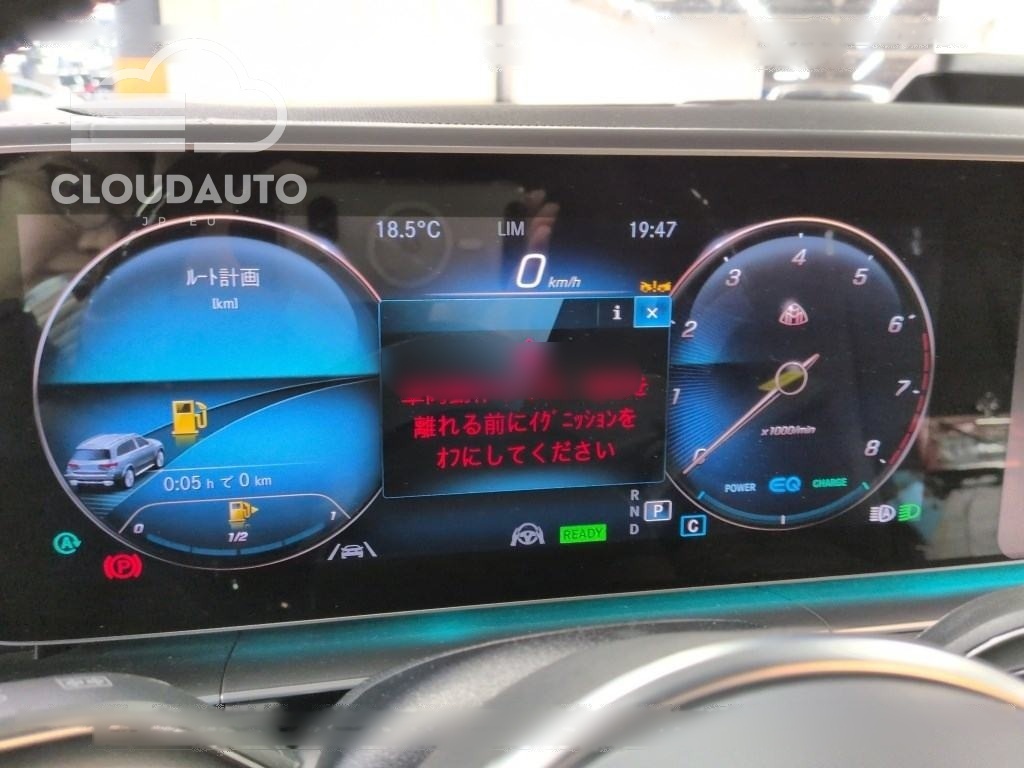 CLOUDAUTO
JP EU
18.5°C LIM 19:47
0 km/h
ルート計画
[km]
i ×
を
離れる前にイグニッションを
オフにしてください
0:05 h で 0 km
0 1/2 1
A
P
READY
R
N
D
P
C
0 1 2 3 4 5 6 7 8
x1000/min
POWER EQ CHARGE
A